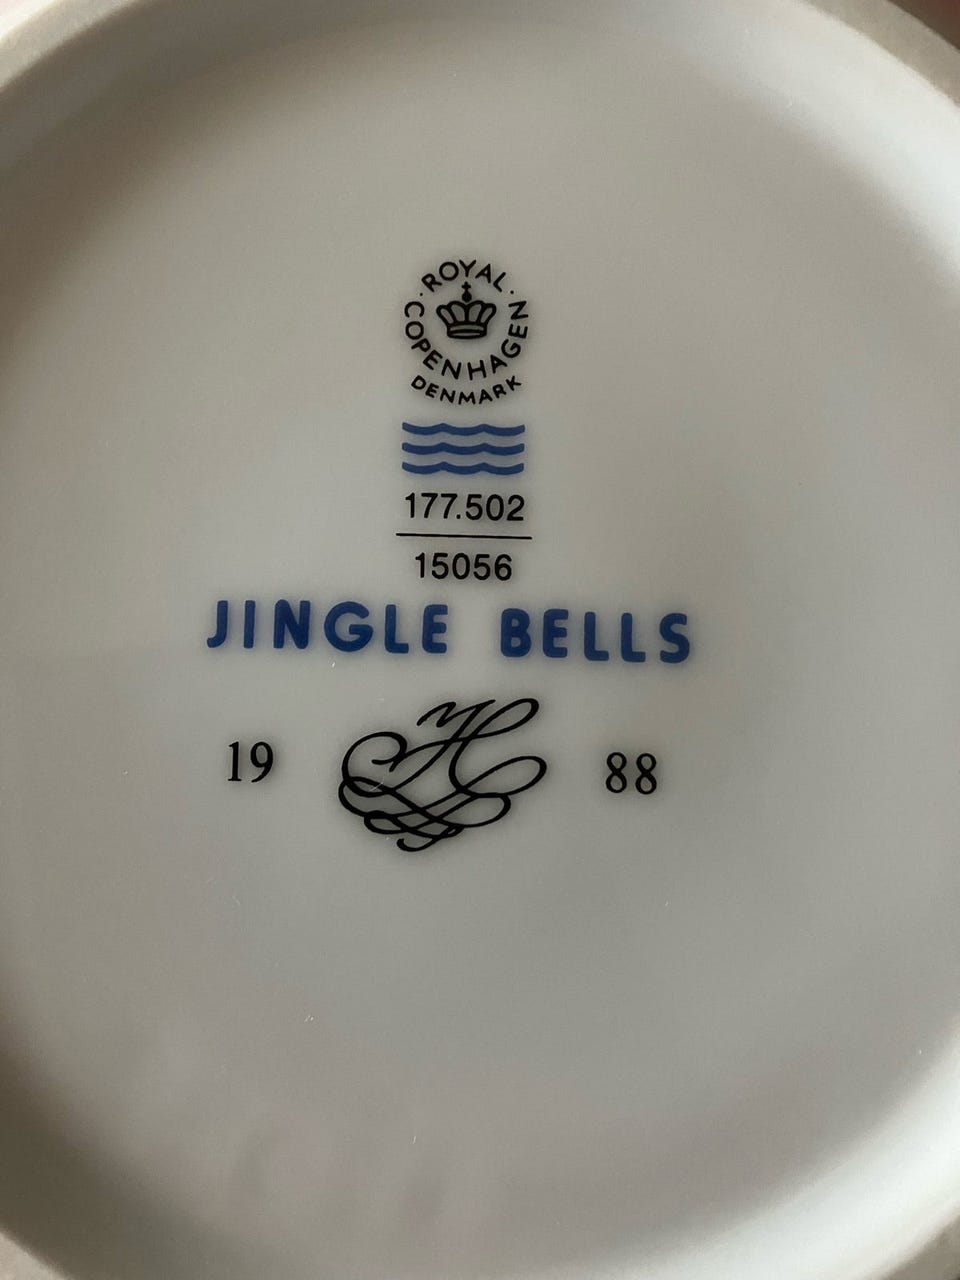 · ROYAL ·
COPENHAGEN
DENMARK
177.502
15056
JINGLE BELLS
19 H 88